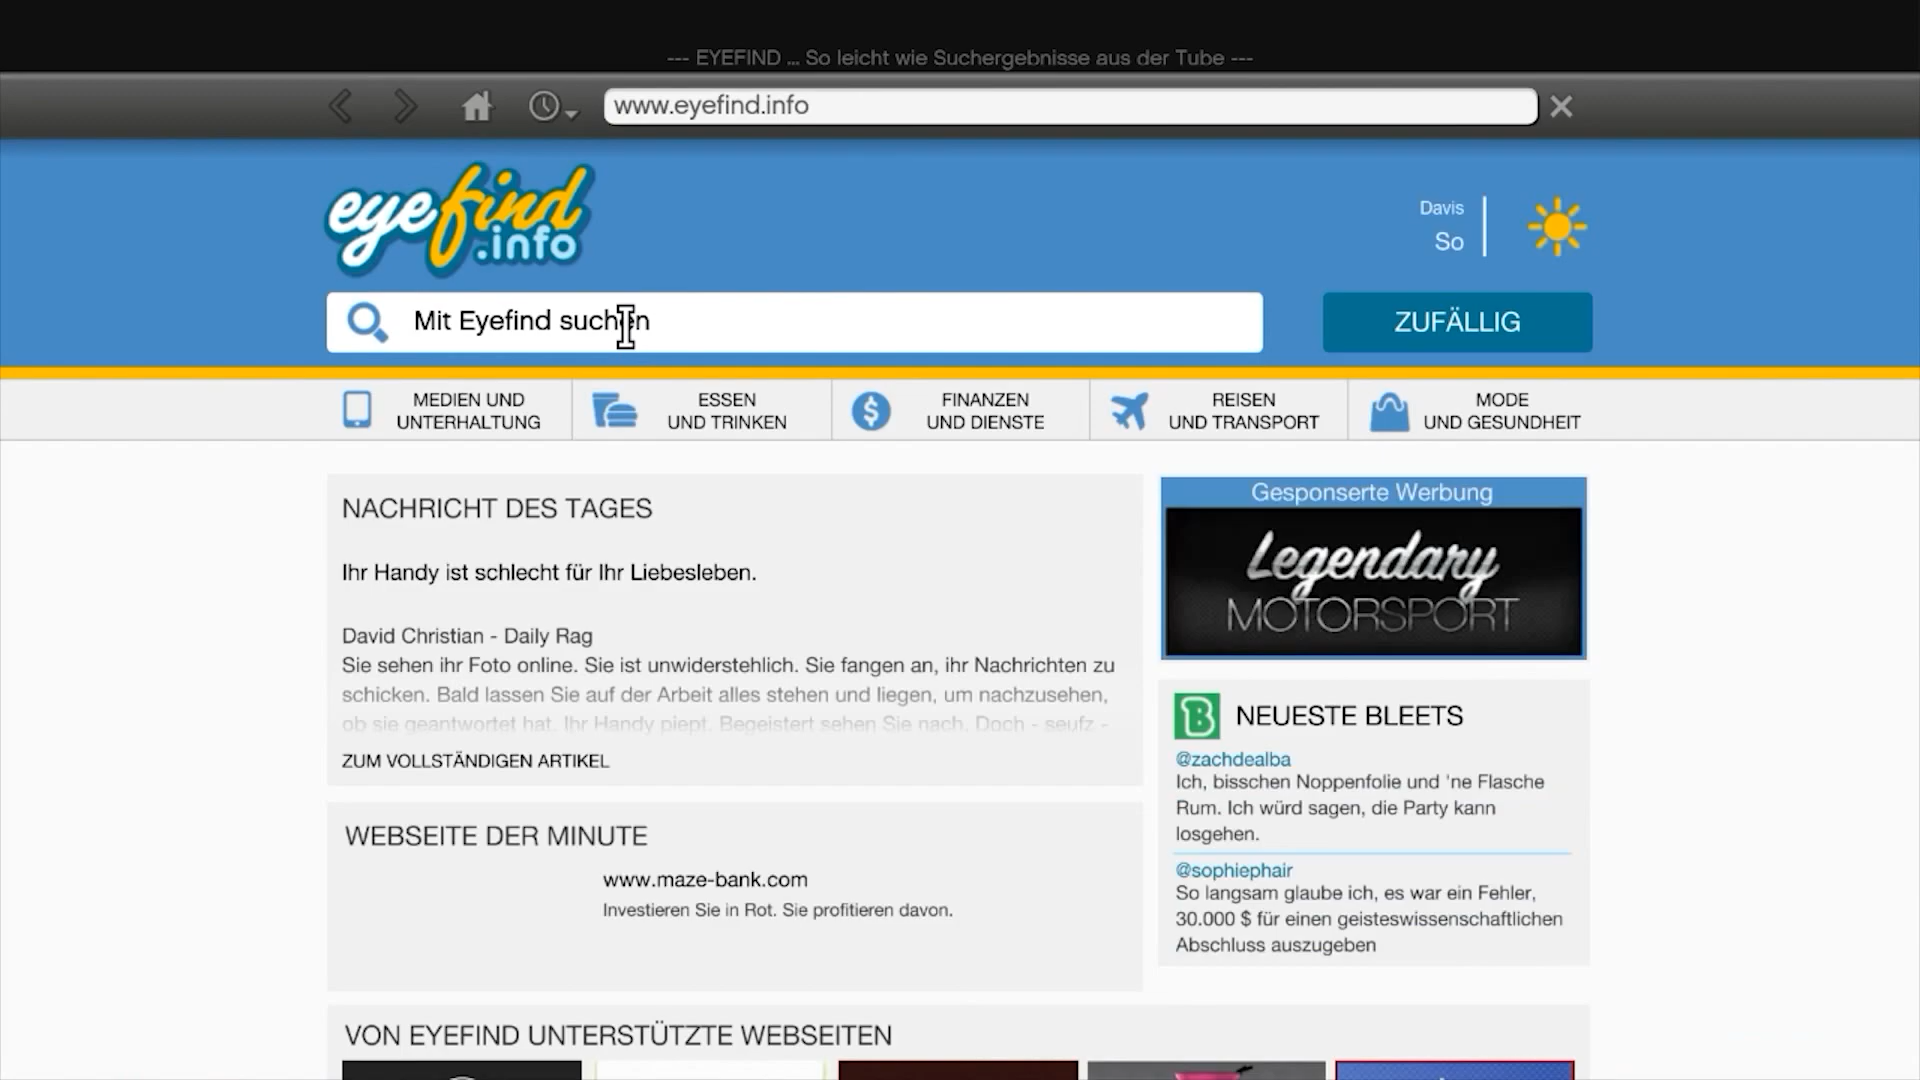 --- EYEFIND ... So leicht wie Suchergebnisse aus der Tube ---
www.eyefind.info
eyefind
.info
Davis
So
Mit Eyefind suchen
ZUFÄLLIG
MEDIEN UND
UNTERHALTUNG
ESSEN
UND TRINKEN
FINANZEN
UND DIENSTE
REISEN
UND TRANSPORT
MODE
UND GESUNDHEIT
NACHRICHT DES TAGES
Ihr Handy ist schlecht für Ihr Liebesleben.
David Christian - Daily Rag
Sie sehen ihr Foto online. Sie ist unwiderstehlich. Sie fangen an, ihr Nachrichten zu
schicken. Bald lassen Sie auf der Arbeit alles stehen und liegen, um nachzusehen,
ob sie geantwortet hat. Ihr Handy piept. Begeistert sehen Sie nach. Doch - seufz -
ZUM VOLLSTÄNDIGEN ARTIKEL
WEBSEITE DER MINUTE
www.maze-bank.com
Investieren Sie in Rot. Sie profitieren davon.
Gesponserte Werbung
Legendary
MOTORSPORT
B NEUESTE BLEETS
@zachdealba
Ich, bisschen Noppenfolie und 'ne Flasche
Rum. Ich würd sagen, die Party kann
losgehen.
@sophiephair
So langsam glaube ich, es war ein Fehler,
30.000 $ für einen geisteswissenschaftlichen
Abschluss auszugeben
VON EYEFIND UNTERSTÜTZTE WEBSEITEN